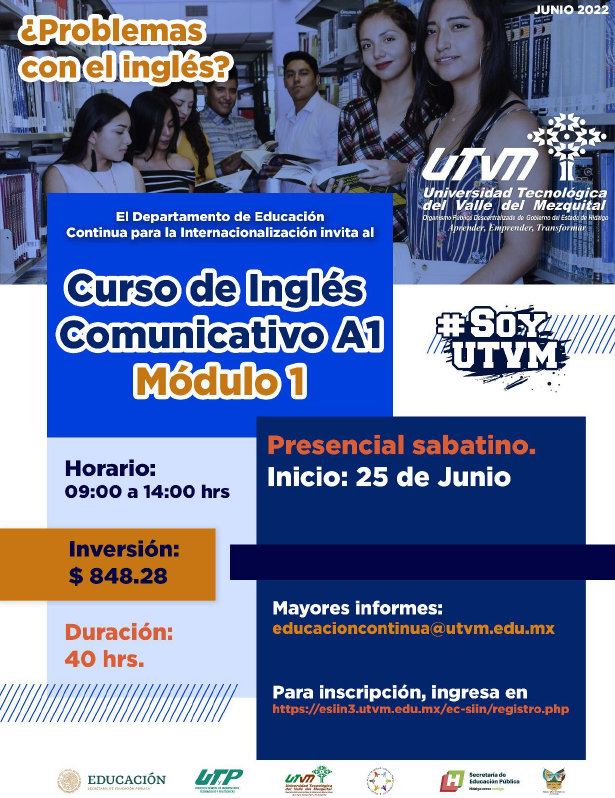 JUNIO 2022
¿Problemas
con el inglés?
UTVM
Universidad Tecnológica
del Valle del Mezquital
Organismo Público Descentralizado de Gobierno del Estado de Hidalgo
Aprender, Emprender, Transformar
El Departamento de Educación
Continua para la Internacionalización invita al
Curso de Inglés
Comunicativo A1
Módulo 1
#SOY
UTVM
Presencial sabatino.
Inicio: 25 de Junio
Horario:
09:00 a 14:00 hrs
Inversión:
$ 848.28
Duración:
40 hrs.
Mayores informes:
educacioncontinua@utvm.edu.mx
Para inscripción, ingresa en
https://esiin3.utvm.edu.mx/ec-siin/registro.php
EDUCACIÓN
SECRETARÍA DE EDUCACIÓN PÚBLICA
UTP
UTVM
Universidad Tecnológica
del Valle del Mezquital
Secretaría de
Educación Pública
Hidalgo crece contigo